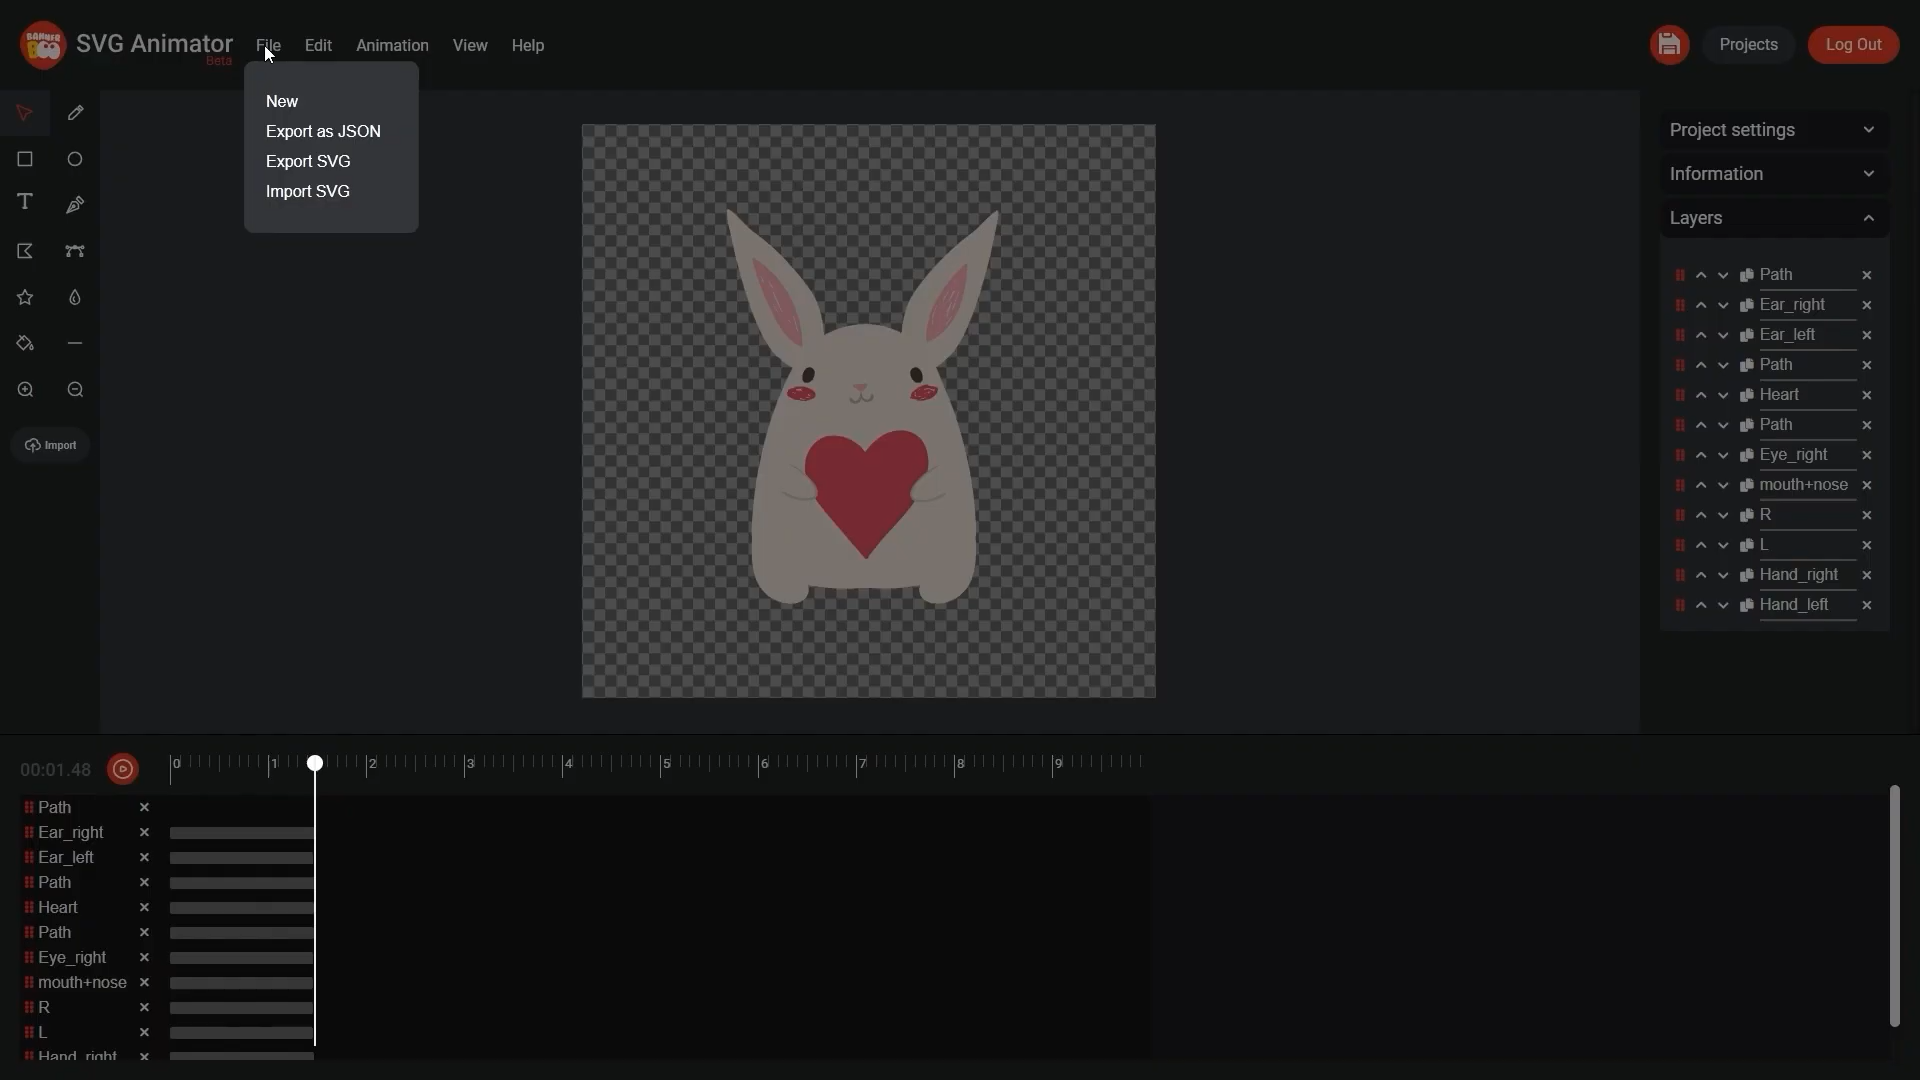 BANNER
BOO
SVG Animator
Beta
File
Edit
Animation
View
Help
Projects
Log Out
New
Export as JSON
Export SVG
Import SVG
T
Import
Project settings
Information
Layers
Path
Ear_right
Ear_left
Path
Heart
Path
Eye_right
mouth+nose
R
L
Hand_right
Hand_left
00:01.48
0 1 2 3 4 5 6 7 8 9
Path
Ear_right
Ear_left
Path
Heart
Path
Eye_right
mouth+nose
R
L
Hand_right